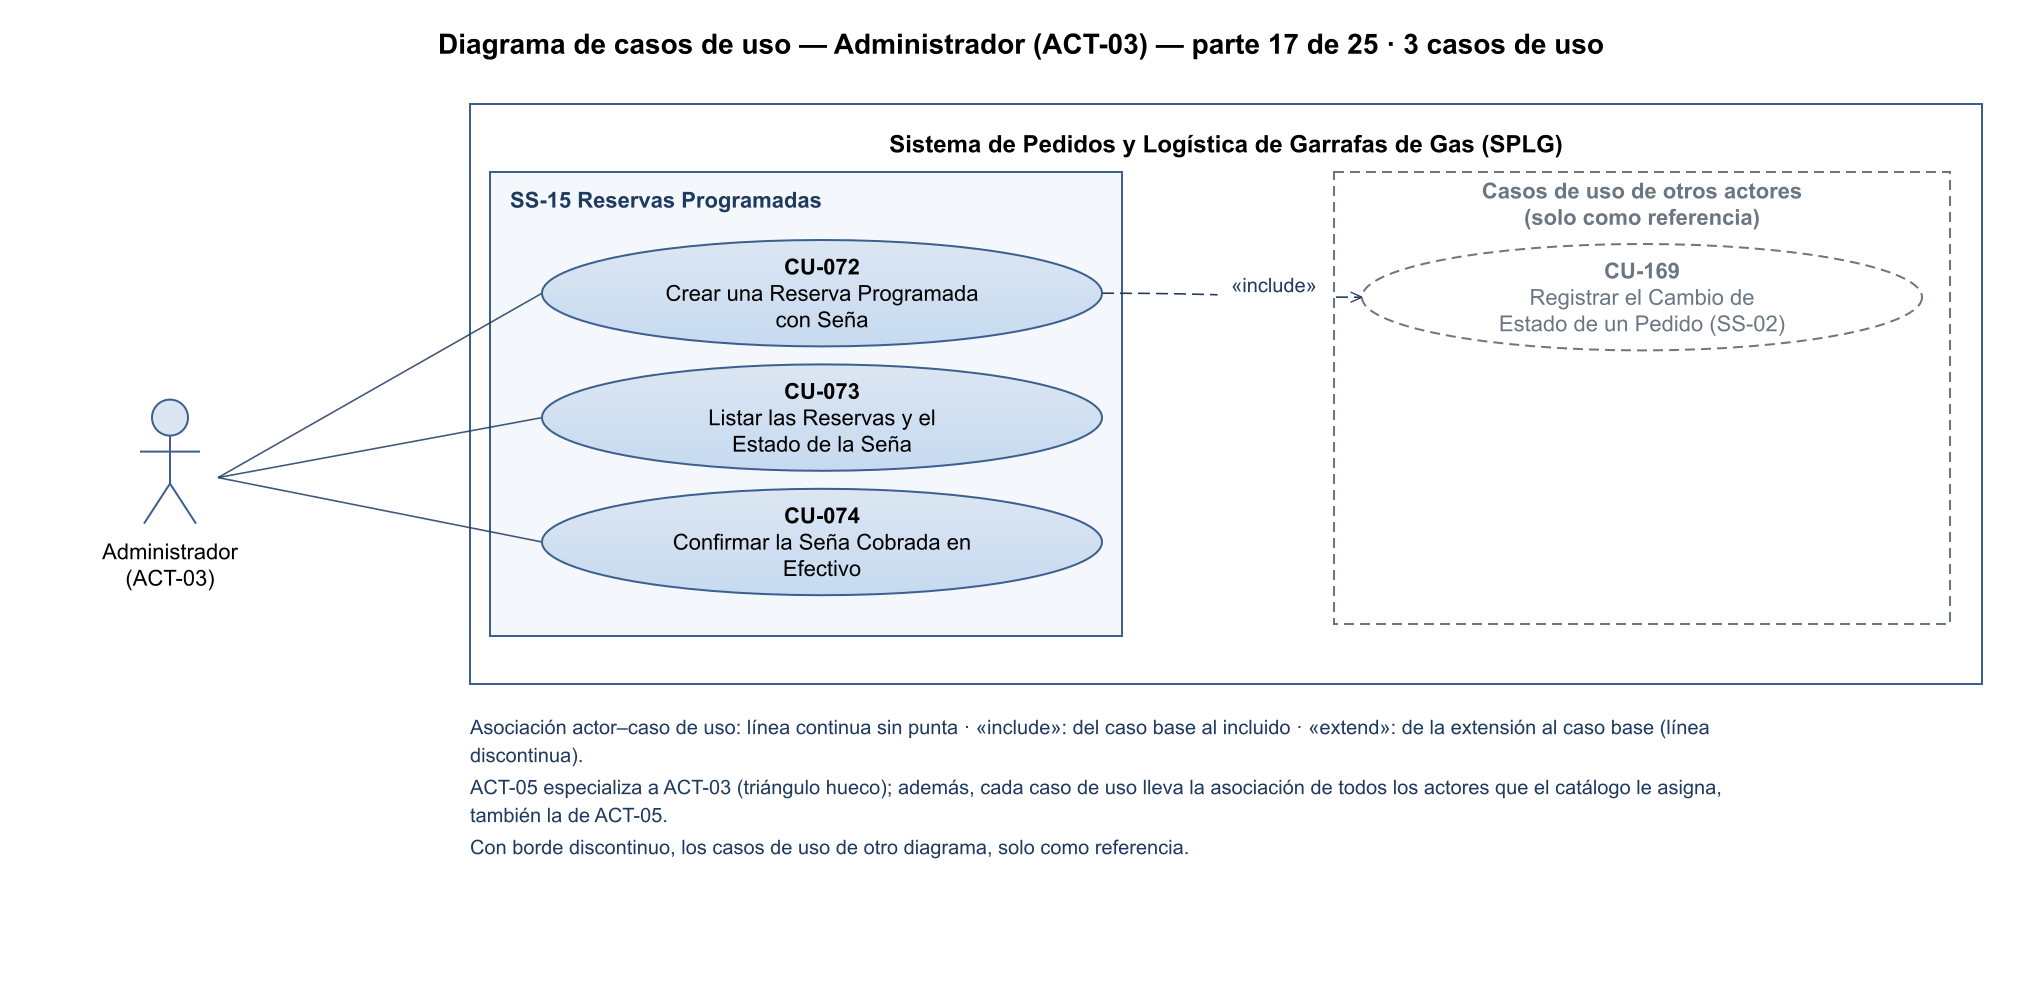 Diagrama de casos de uso — Administrador (ACT-03) — parte 17 de 25 · 3 casos de uso
Sistema de Pedidos y Logística de Garrafas de Gas (SPLG)
SS-15 Reservas Programadas
CU-072
Crear una Reserva Programada
con Seña
CU-073
Listar las Reservas y el
Estado de la Seña
CU-074
Confirmar la Seña Cobrada en
Efectivo
«include»
Casos de uso de otros actores
(solo como referencia)
CU-169
Registrar el Cambio de
Estado de un Pedido (SS-02)
Administrador
(ACT-03)
Asociación actor–caso de uso: línea continua sin punta · «include»: del caso base al incluido · «extend»: de la extensión al caso base (línea
discontinua).
ACT-05 especializa a ACT-03 (triángulo hueco); además, cada caso de uso lleva la asociación de todos los actores que el catálogo le asigna,
también la de ACT-05.
Con borde discontinuo, los casos de uso de otro diagrama, solo como referencia.